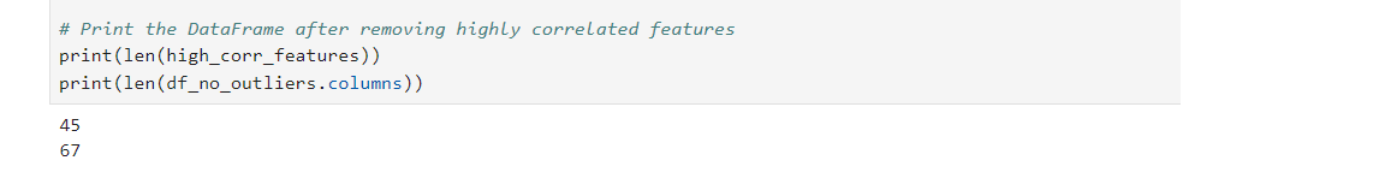 # Print the DataFrame after removing highly correlated features
print(len(high_corr_features))
print(len(df_no_outliers.columns))
45
67